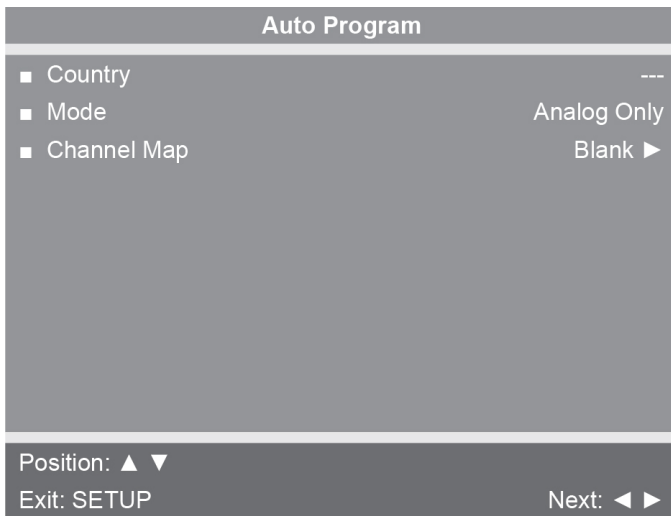 Auto Program
■ Country ---
■ Mode Analog Only
■ Channel Map Blank ►
Position: ▲ ▼
Exit: SETUP Next: ◄ ►